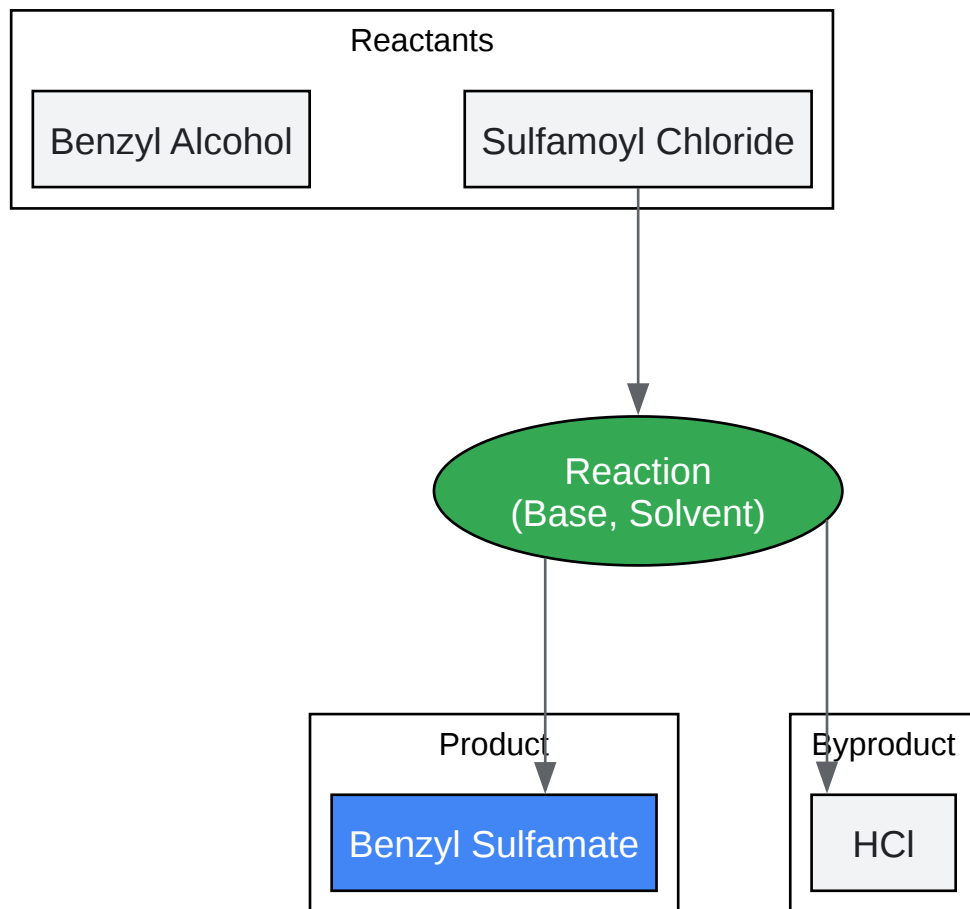 Reactants
Benzyl Alcohol
Sulfamoyl Chloride
Reaction
(Base, Solvent)
Product
Byproduct
Benzyl Sulfamate
HCl